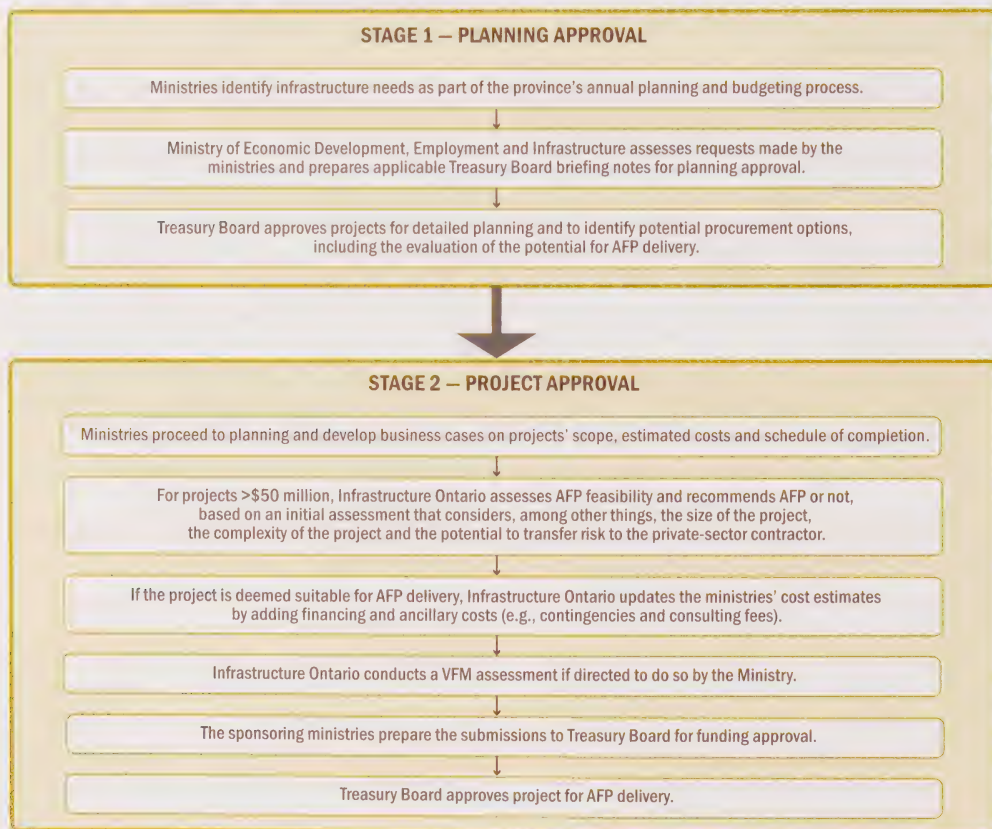 STAGE 1 — PLANNING APPROVAL
Ministries identify infrastructure needs as part of the province's annual planning and budgeting process.
Ministry of Economic Development, Employment and Infrastructure assesses requests made by the
ministries and prepares applicable Treasury Board briefing notes for planning approval.
Treasury Board approves projects for detailed planning and to identify potential procurement options,
including the evaluation of the potential for AFP delivery.
STAGE 2 — PROJECT APPROVAL
Ministries proceed to planning and develop business cases on projects' scope, estimated costs and schedule of completion.
For projects >$50 million, Infrastructure Ontario assesses AFP feasibility and recommends AFP or not,
based on an initial assessment that considers, among other things, the size of the project,
the complexity of the project and the potential to transfer risk to the private-sector contractor.
If the project is deemed suitable for AFP delivery, Infrastructure Ontario updates the ministries' cost estimates
by adding financing and ancillary costs (e.g., contingencies and consulting fees).
Infrastructure Ontario conducts a VFM assessment if directed to do so by the Ministry.
The sponsoring ministries prepare the submissions to Treasury Board for funding approval.
Treasury Board approves project for AFP delivery.